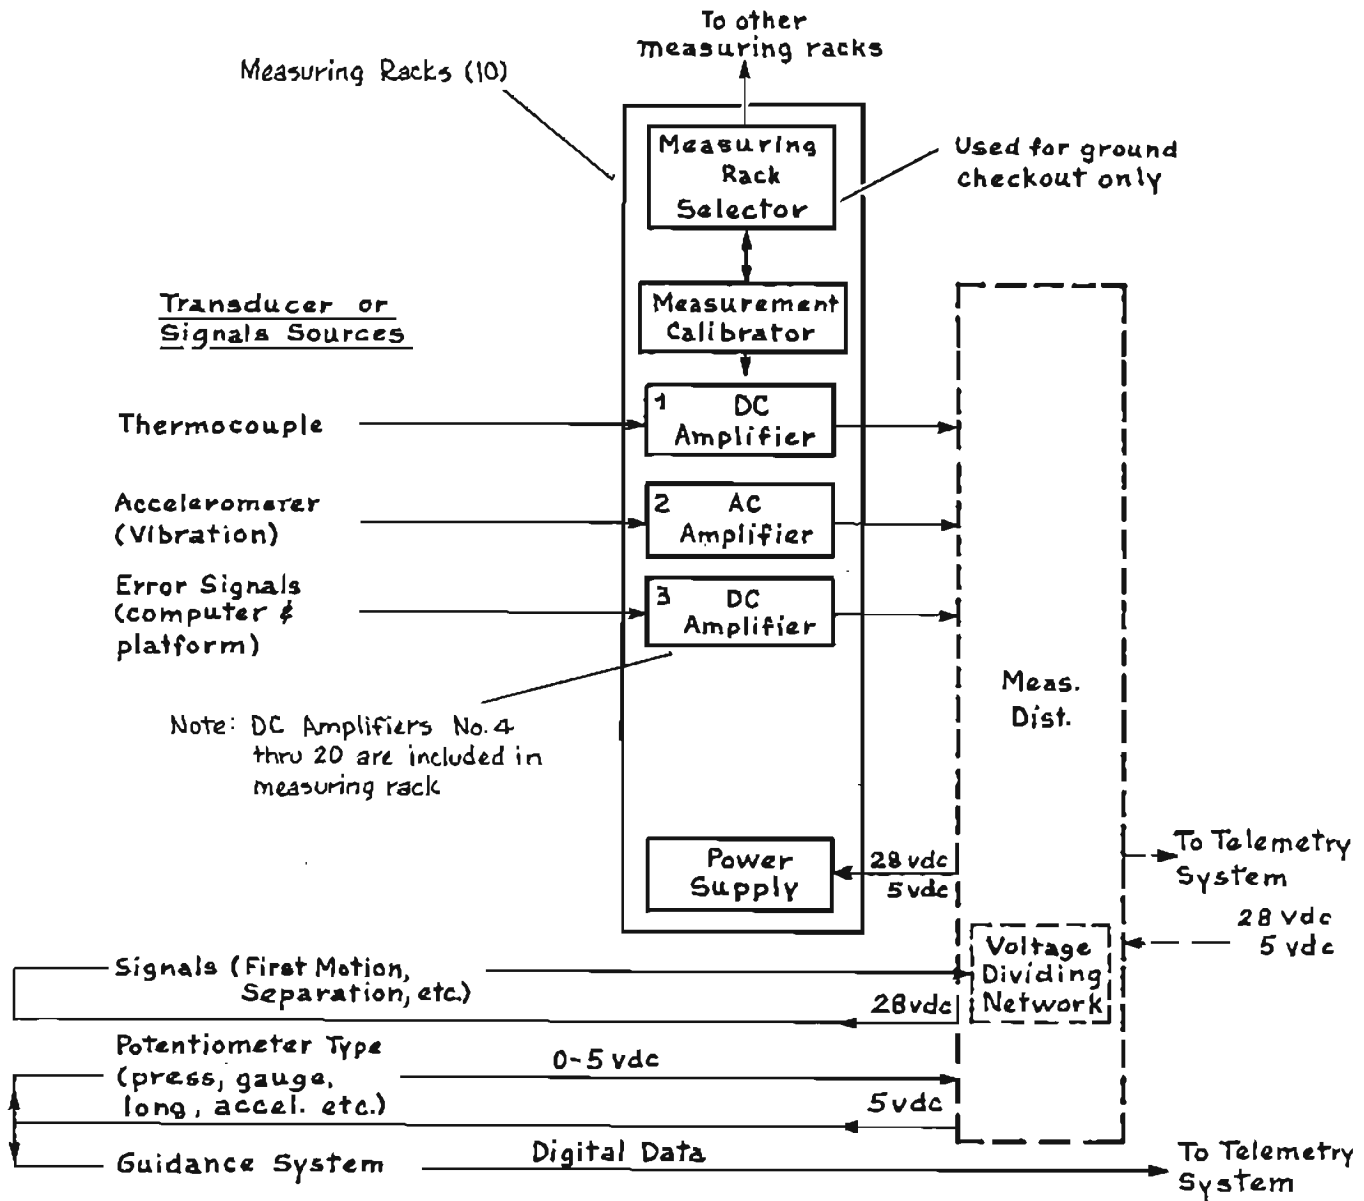 To other
measuring racks
Measuring Racks (10)
Measuring
Rack
Selector
Used for ground
checkout only
Transducer or
Signals Sources
Measurement
Calibrator
Thermocouple
1 DC
Amplifier
Accelerometer
(Vibration)
2 AC
Amplifier
Error Signals
(computer &
platform)
3 DC
Amplifier
Meas.
Dist.
Note: DC Amplifiers No. 4
thru 20 are included in
measuring rack
Power
Supply
28 vdc
5 vdc
To Telemetry
System
28 vdc
5 vdc
Signals (First Motion,
Separation, etc.)
Voltage
Dividing
Network
28 vdc
Potentiometer Type
(press, gauge,
long, accel. etc.)
0-5 vdc
5 vdc
Guidance System
Digital Data
To Telemetry
System